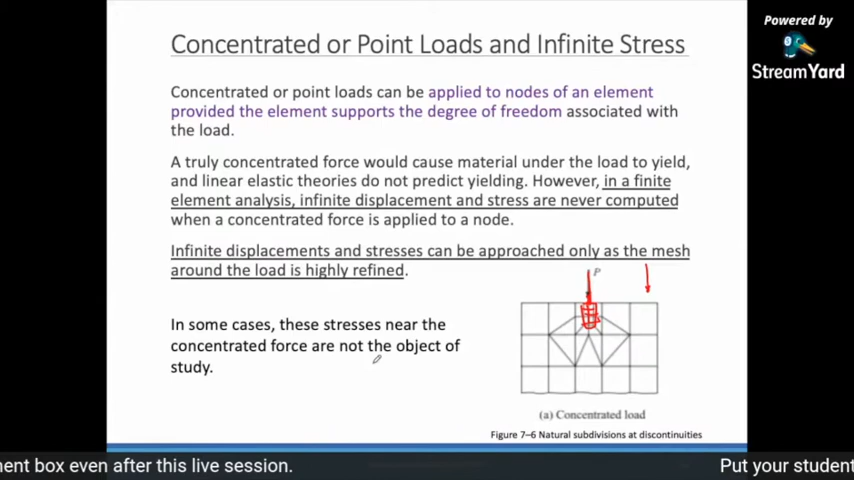 Powered by
StreamYard
Concentrated or Point Loads and Infinite Stress
Concentrated or point loads can be applied to nodes of an element
provided the element supports the degree of freedom associated with
the load.
A truly concentrated force would cause material under the load to yield,
and linear elastic theories do not predict yielding. However, in a finite
element analysis, infinite displacement and stress are never computed
when a concentrated force is applied to a node.
Infinite displacements and stresses can be approached only as the mesh
around the load is highly refined.
P
In some cases, these stresses near the
concentrated force are not the object of
study.
(a) Concentrated load
Figure 7–6 Natural subdivisions at discontinuities
ment box even after this live session.
Put your student